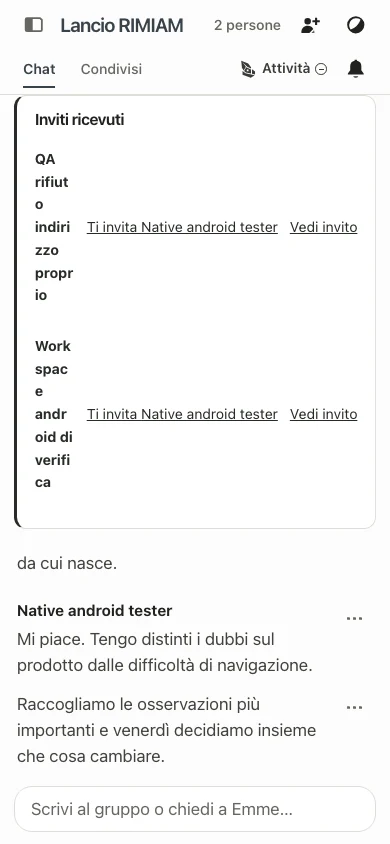 Lancio RIMIAM
2 persone
Chat
Condivisi
Attività
Inviti ricevuti
QA
rifiut
o
indiri
zzo
propr
io
Ti invita Native android tester
Vedi invito
Work
spac
e
andr
oid di
verifi
ca
Ti invita Native android tester
Vedi invito
da cui nasce.
Native android tester
Mi piace. Tengo distinti i dubbi sul
prodotto dalle difficoltà di navigazione.
Raccogliamo le osservazioni più
importanti e venerdì decidiamo insieme
che cosa cambiare.
Scrivi al gruppo o chiedi a Emme...